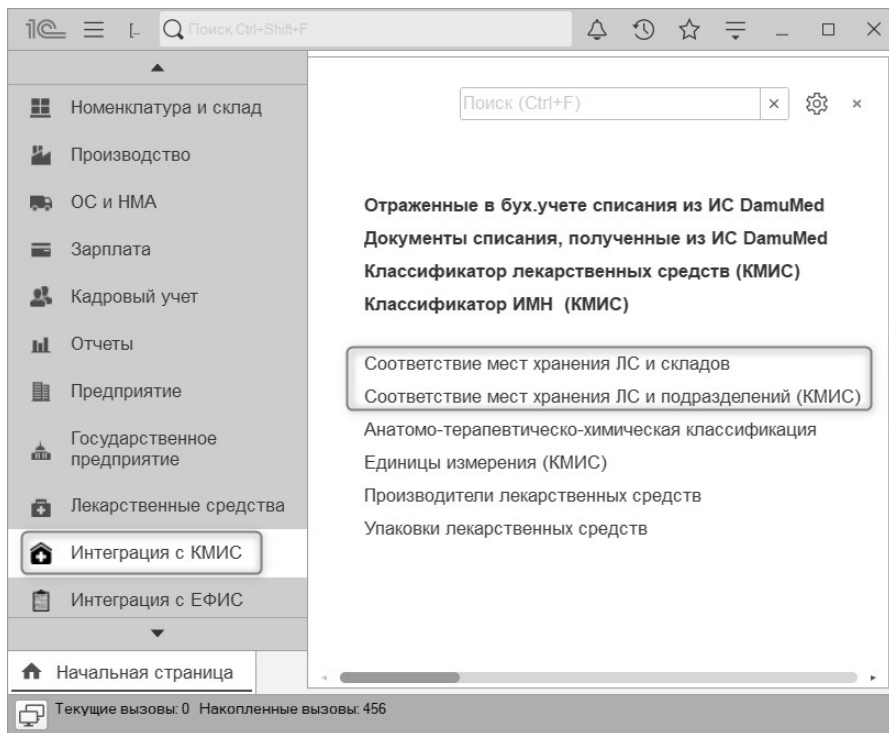 1С [- Поиск Ctrl+Shift+F
Номенклатура и склад
Производство
ОС и НМА
Зарплата
Кадровый учет
Отчеты
Предприятие
Государственное
предприятие
Лекарственные средства
Интеграция с КМИС
Интеграция с ЕФИС
Поиск (Ctrl+F)
Отраженные в бух.учете списания из ИС DamuMed
Документы списания, полученные из ИС DamuMed
Классификатор лекарственных средств (КМИС)
Классификатор ИМН (КМИС)
Соответствие мест хранения ЛС и складов
Соответствие мест хранения ЛС и подразделений (КМИС)
Анатомо-терапевтическо-химическая классификация
Единицы измерения (КМИС)
Производители лекарственных средств
Упаковки лекарственных средств
Начальная страница
Текущие вызовы: 0 Накопленные вызовы: 456